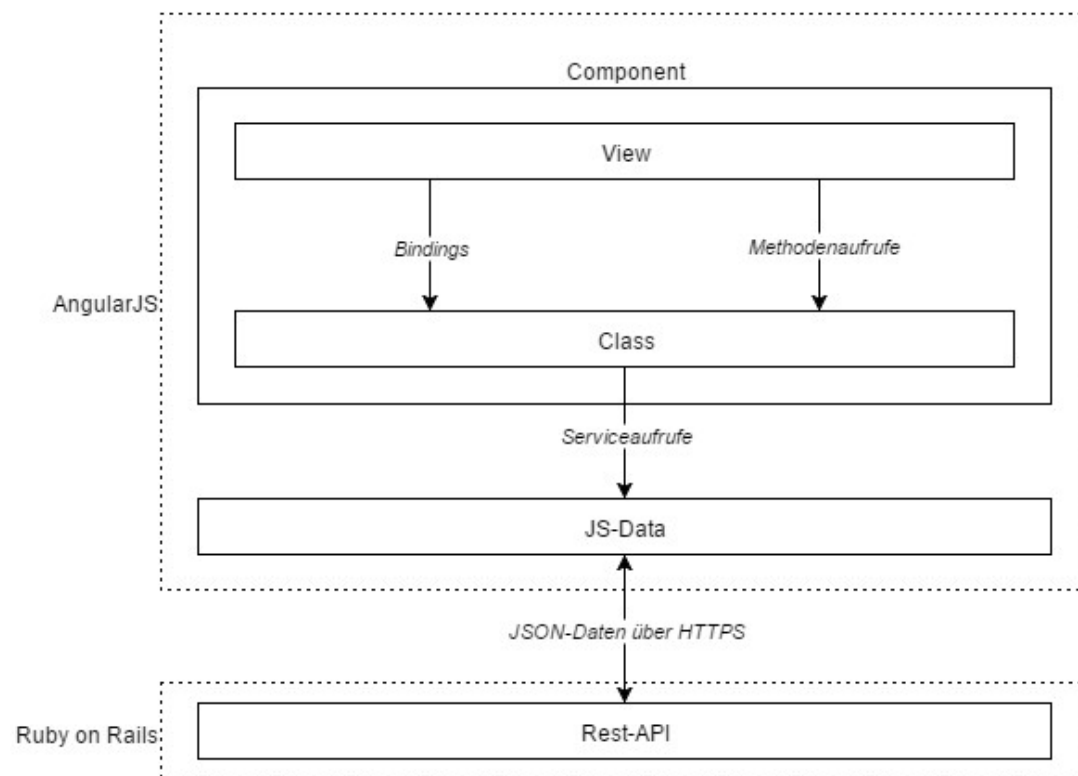 Component
View
Bindings
Methodenaufrufe
AngularJS
Class
Serviceaufrufe
JS-Data
JSON-Daten über HTTPS
Ruby on Rails
Rest-API